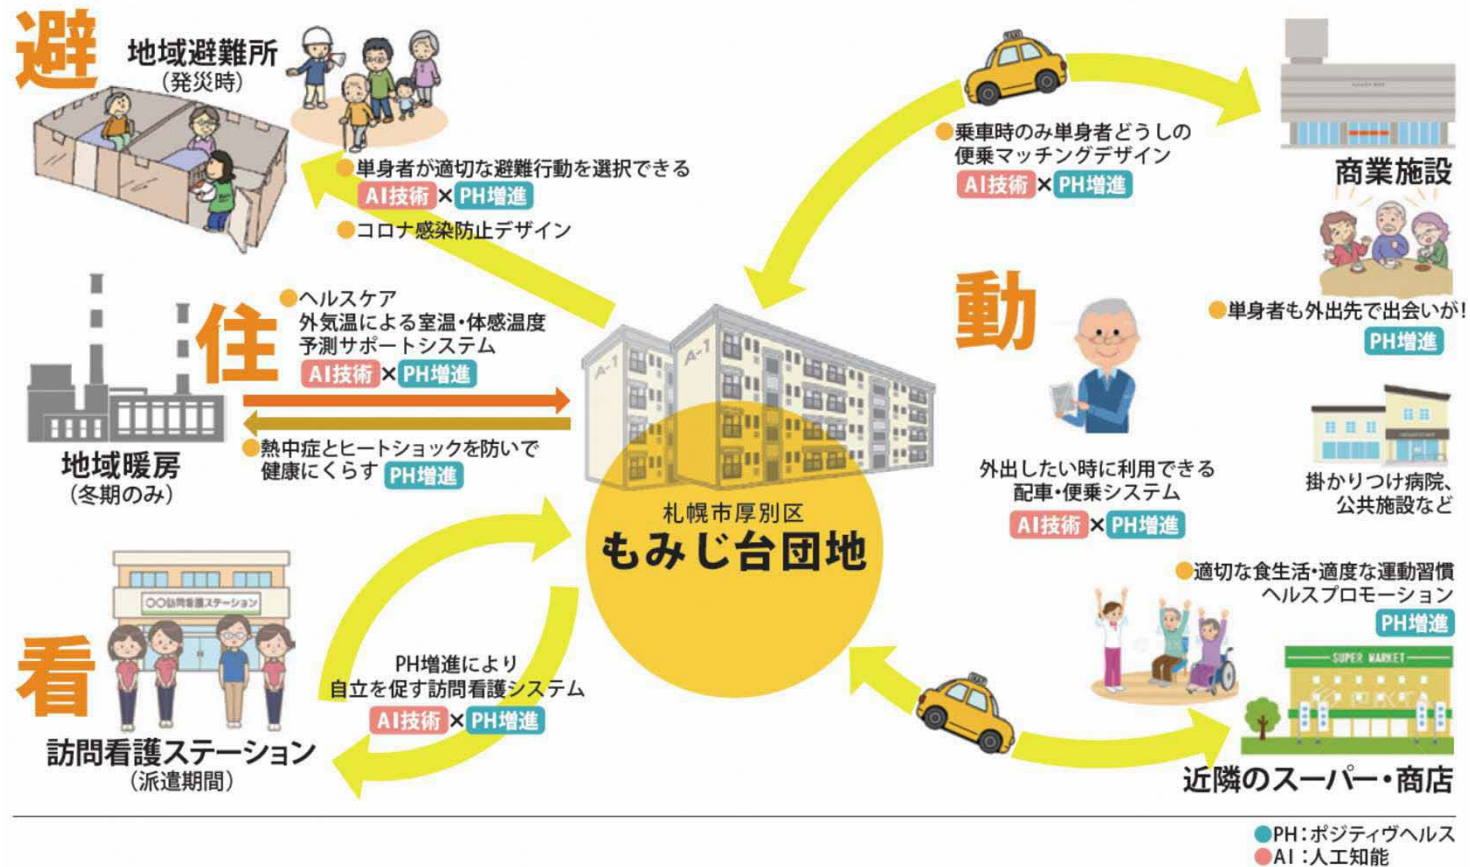 避
地域避難所
(発災時)
●単身者が適切な避難行動を選択できる
AI技術×PH増進
●コロナ感染防止デザイン
住
●ヘルスケア
外気温による室温・体感温度
予測サポートシステム
AI技術×PH増進
●熱中症とヒートショックを防いで
健康にくらす PH増進
地域暖房
(冬期のみ)
看
〇〇訪問看護ステーション
訪問看護ステーション
(派遣期間)
PH増進により
自立を促す訪問看護システム
AI技術×PH増進
A-1
A-1
札幌市厚別区
もみじ台団地
TAXI
●乗車時のみ単身者どうしの
便乗マッチングデザイン
AI技術×PH増進
商業施設
●単身者も外出先で出会いが!
PH増進
動
外出したい時に利用できる
配車・便乗システム
AI技術×PH増進
掛かりつけ病院、
公共施設など
●適切な食生活・適度な運動習慣
ヘルスプロモーション
PH増進
SUPER MARKET
近隣のスーパー・商店
●PH:ポジティヴヘルス
●AI:人工知能